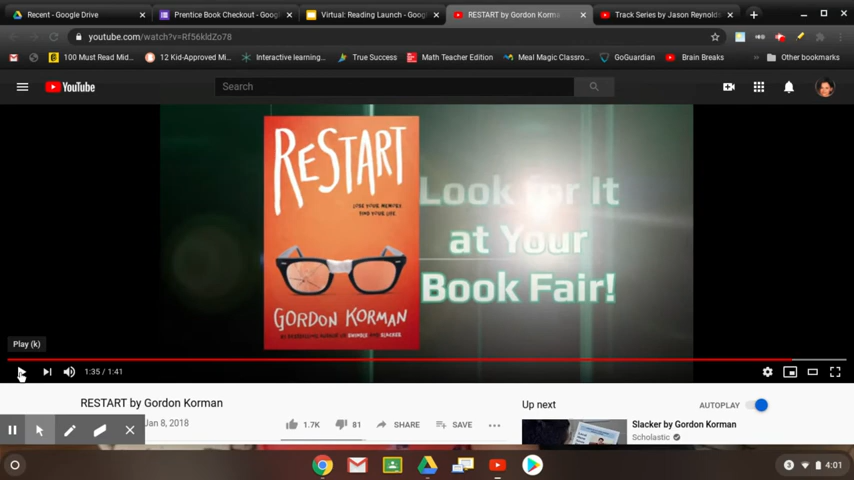 Recent - Google Drive
Prentice Book Checkout - Googl
Virtual: Reading Launch - Googl
RESTART by Gordon Korma
Track Series by Jason Reynolds
youtube.com/watch?v=Rf56kldZo78
100 Must Read Mid...
12 Kid-Approved Mi...
Interactive learning...
True Success
Math Teacher Edition
Meal Magic Classro...
GoGuardian
Brain Breaks
Other bookmarks
YouTube
Search
RESTART
LOSE YOUR MEMORY.
FIND YOUR LIFE.
GORDON KORMAN
Look for It
at Your
Book Fair!
Play (k)
1:35 / 1:41
RESTART by Gordon Korman
Jan 8, 2018
1.7K
81
SHARE
SAVE
Up next
AUTOPLAY
Slacker by Gordon Korman
Scholastic
3
4:01